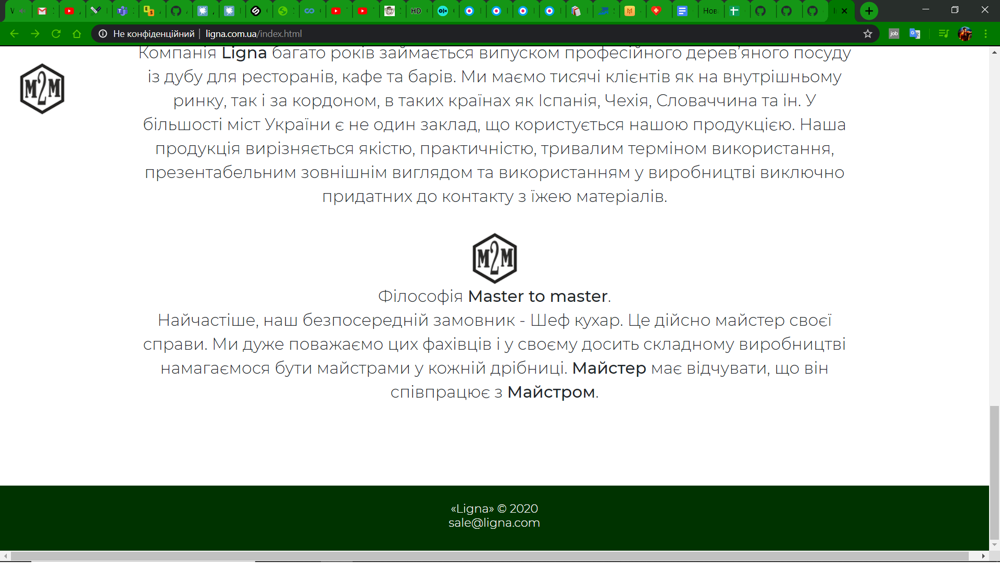 HD
Нов
Не конфіденційний | ligna.com.ua/index.html
job
Компанія Ligna багато років займається випуском професійного дерев'яного посуду
M2M
із дубу для ресторанів, кафе та барів. Ми маємо тисячі клієнтів як на внутрішньому
ринку, так і за кордоном, в таких країнах як Іспанія, Чехія, Словаччина та ін. У
більшості міст України є не один заклад, що користується нашою продукцією. Наша
продукція вирізняється якістю, практичністю, тривалим терміном використання,
презентабельним зовнішнім виглядом та використанням у виробництві виключно
придатних до контакту з їжею матеріалів.
M2M
Філософія Master to master.
Найчастіше, наш безпосередній замовник - Шеф кухар. Це дійсно майстер своєї
справи. Ми дуже поважаємо цих фахівців і у своєму досить складному виробництві
намагаємося бути майстрами у кожній дрібниці. Майстер має відчувати, що він
співпрацює з Майстром.
«Ligna» © 2020
sale@ligna.com